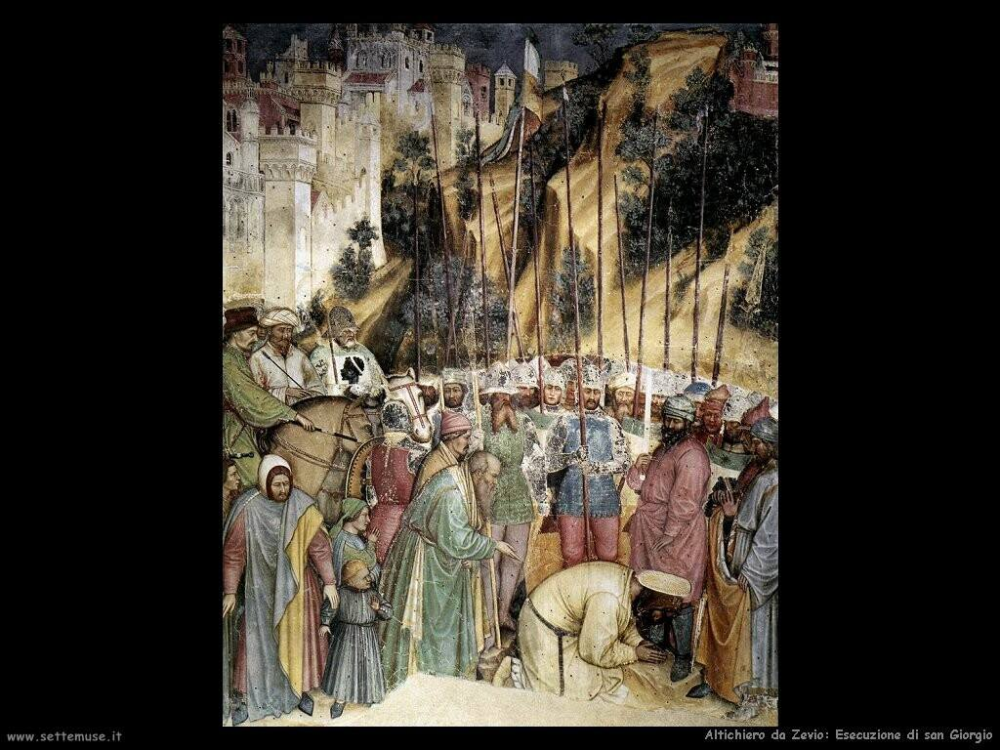 www.settemuse.it
Altichiero da Zevio: Esecuzione di san Giorgio